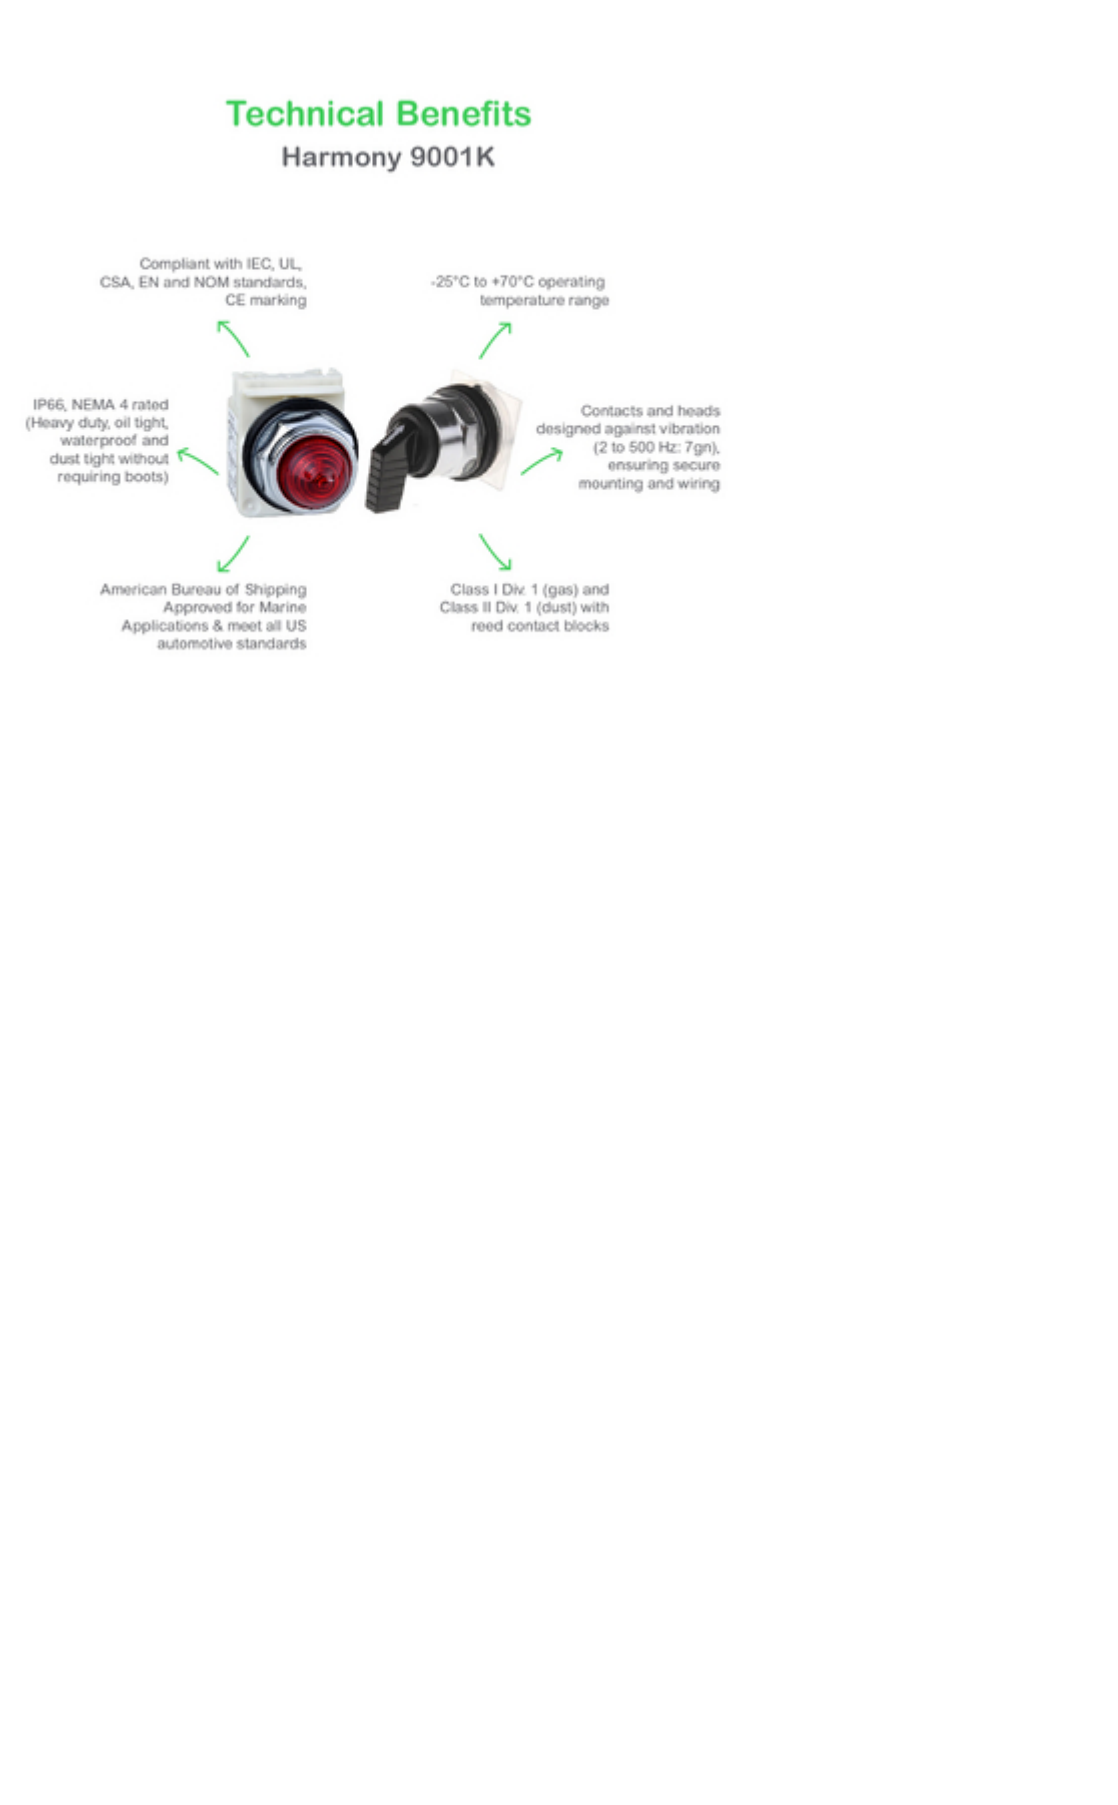 Technical Benefits
Harmony 9001K
Compliant with IEC, UL,
CSA, EN and NOM standards,
CE marking
-25°C to +70°C operating
temperature range
IP66, NEMA 4 rated
(Heavy duty, oil tight,
waterproof and
dust tight without
requiring boots)
Contacts and heads
designed against vibration
(2 to 500 Hz: 7gn),
ensuring secure
mounting and wiring
American Bureau of Shipping
Approved for Marine
Applications & meet all US
automotive standards
Class I Div. 1 (gas) and
Class II Div. 1 (dust) with
reed contact blocks